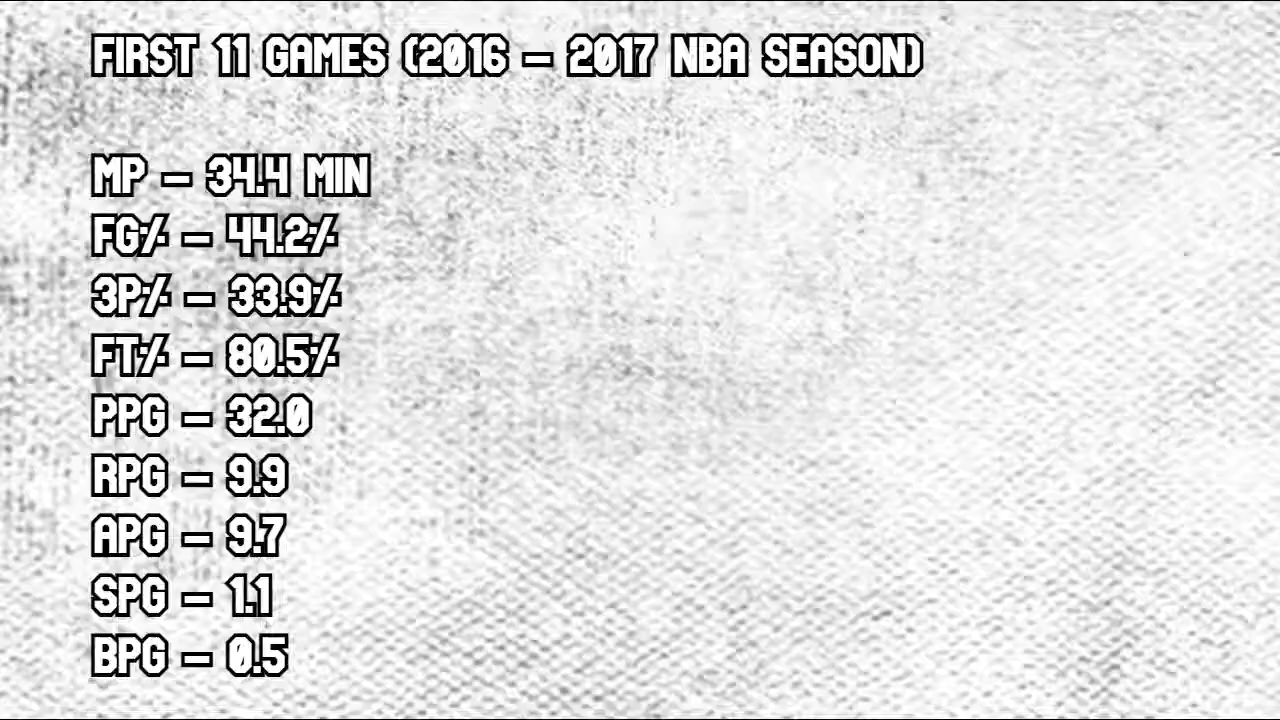 FIRST 11 GAMES (2016 – 2017 NBA SEASON)
MP – 34.4 MIN
FG% – 44.2%
3P% – 33.9%
FT% – 80.5%
PPG – 32.0
RPG – 9.9
APG – 9.7
SPG – 1.1
BPG – 0.5